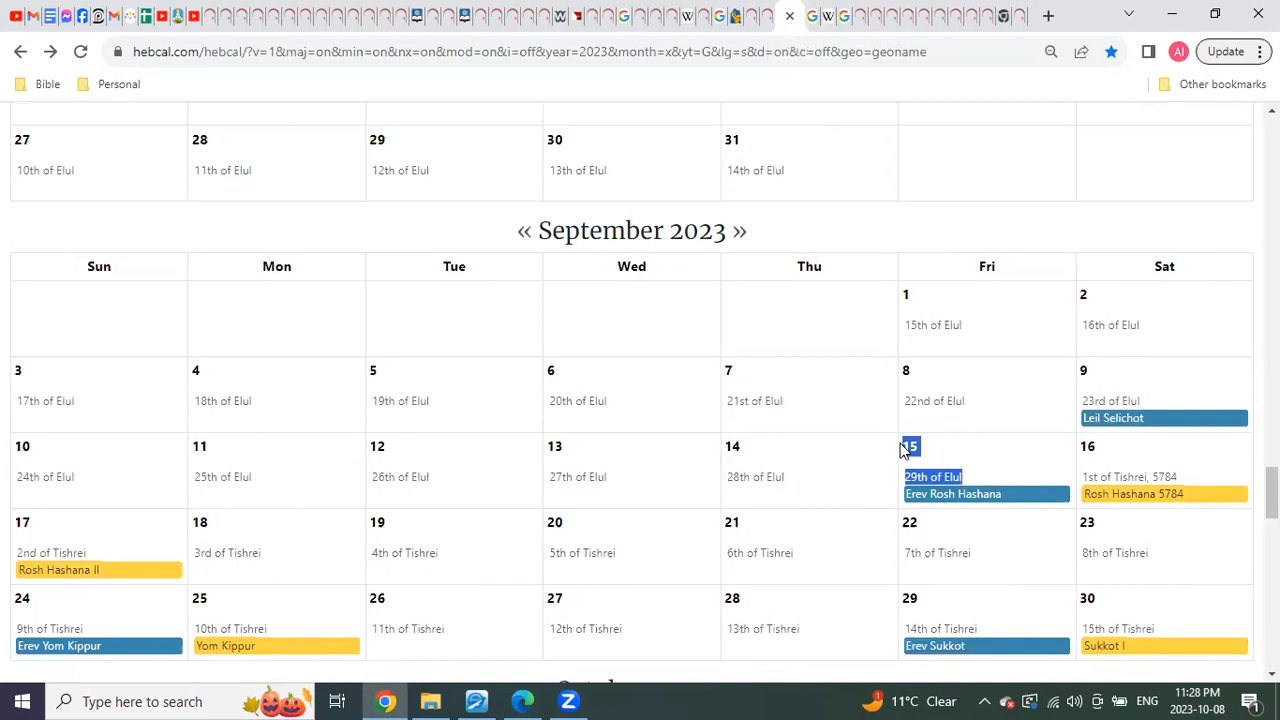 hebcal.com/hebcal/?v=1&maj=on&min=on&nx=on&mod=on&i=off&year=2023&month=x&yt=G&lg=s&d=on&c=off&geo=geoname
AI
Update
Bible
Personal
Other bookmarks
27 28 29 30 31
10th of Elul 11th of Elul 12th of Elul 13th of Elul 14th of Elul
« September 2023 »
Sun Mon Tue Wed Thu Fri Sat
1 2
15th of Elul 16th of Elul
3 4 5 6 7 8 9
17th of Elul 18th of Elul 19th of Elul 20th of Elul 21st of Elul 22nd of Elul 23rd of Elul
Leil Selichot
10 11 12 13 14 15 16
24th of Elul 25th of Elul 26th of Elul 27th of Elul 28th of Elul 29th of Elul 1st of Tishrei, 5784
Erev Rosh Hashana Rosh Hashana 5784
17 18 19 20 21 22 23
2nd of Tishrei 3rd of Tishrei 4th of Tishrei 5th of Tishrei 6th of Tishrei 7th of Tishrei 8th of Tishrei
Rosh Hashana II
24 25 26 27 28 29 30
9th of Tishrei 10th of Tishrei 11th of Tishrei 12th of Tishrei 13th of Tishrei 14th of Tishrei 15th of Tishrei
Erev Yom Kippur Yom Kippur Erev Sukkot Sukkot I
Type here to search
1
11°C Clear
ENG
11:28 PM
2023-10-08
1